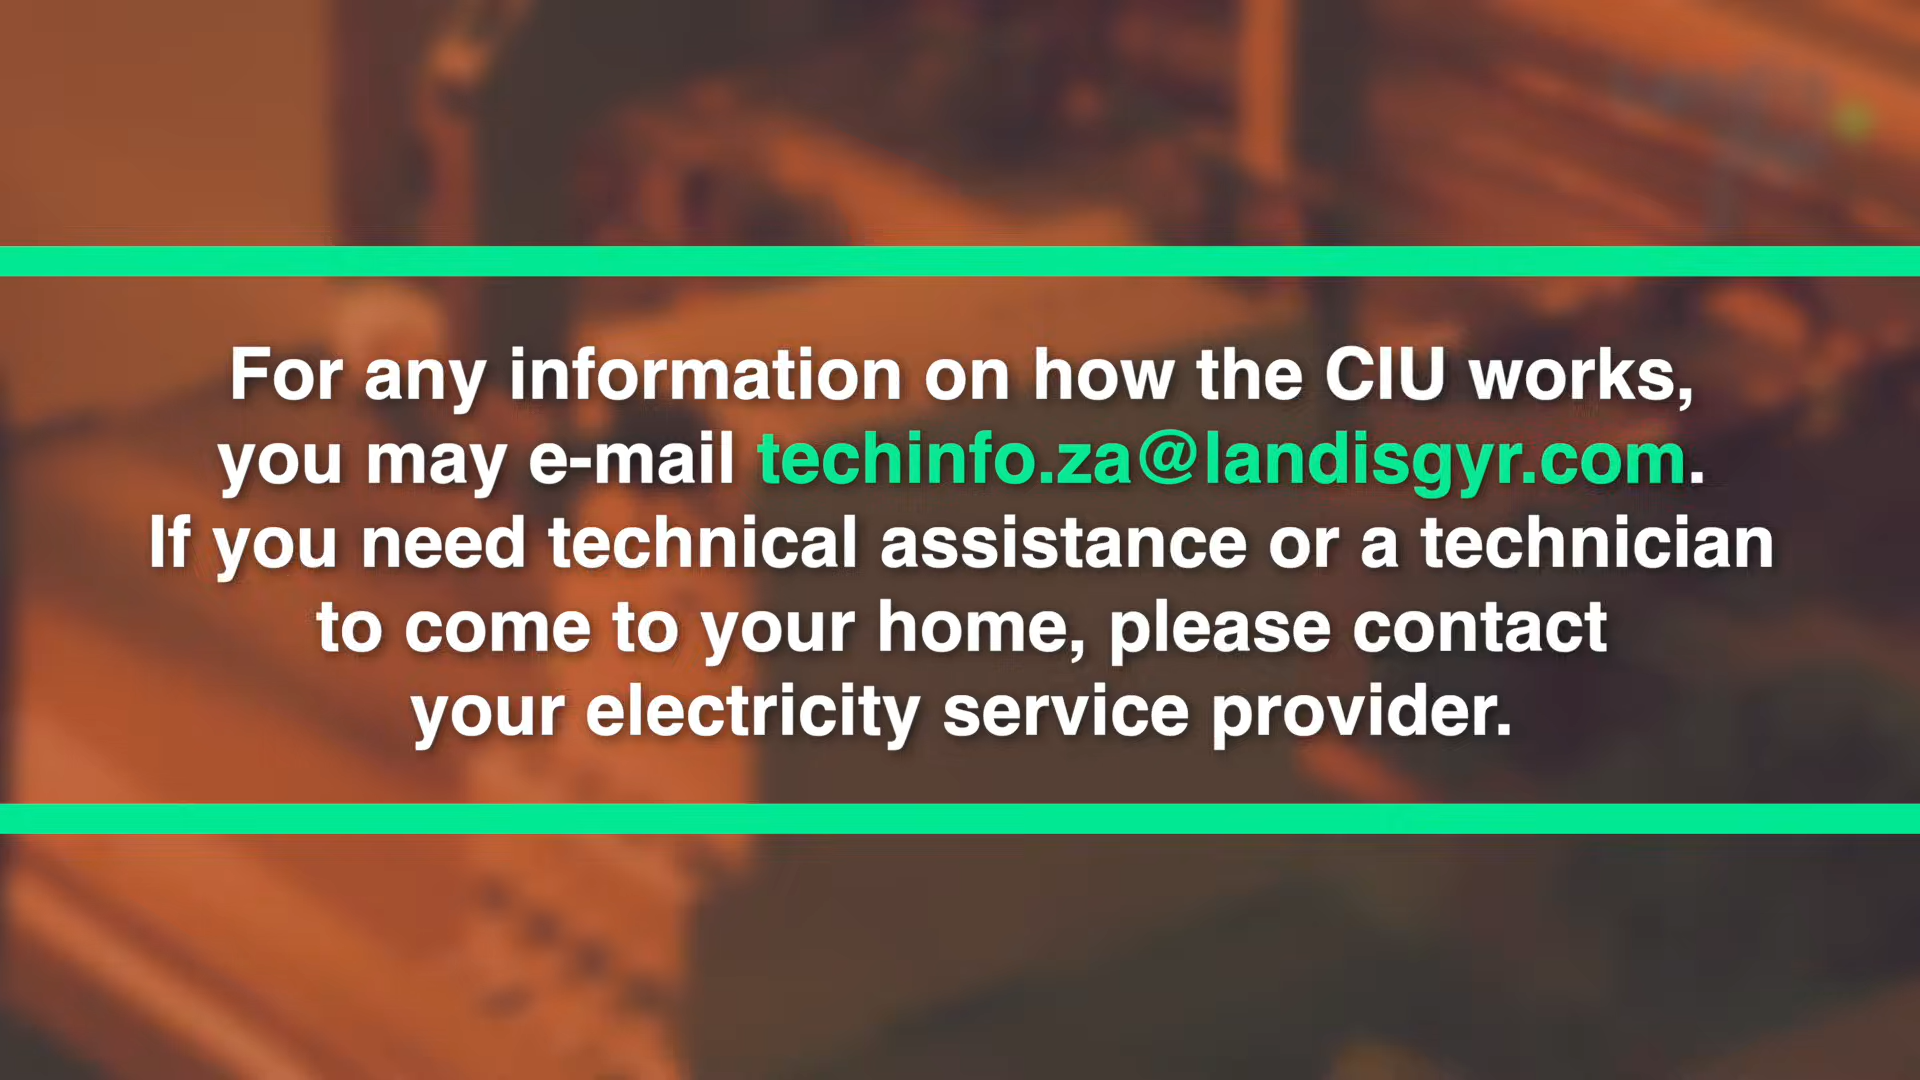 For any information on how the CIU works,
you may e-mail techinfo.za@landisgyr.com.
If you need technical assistance or a technician
to come to your home, please contact
your electricity service provider.